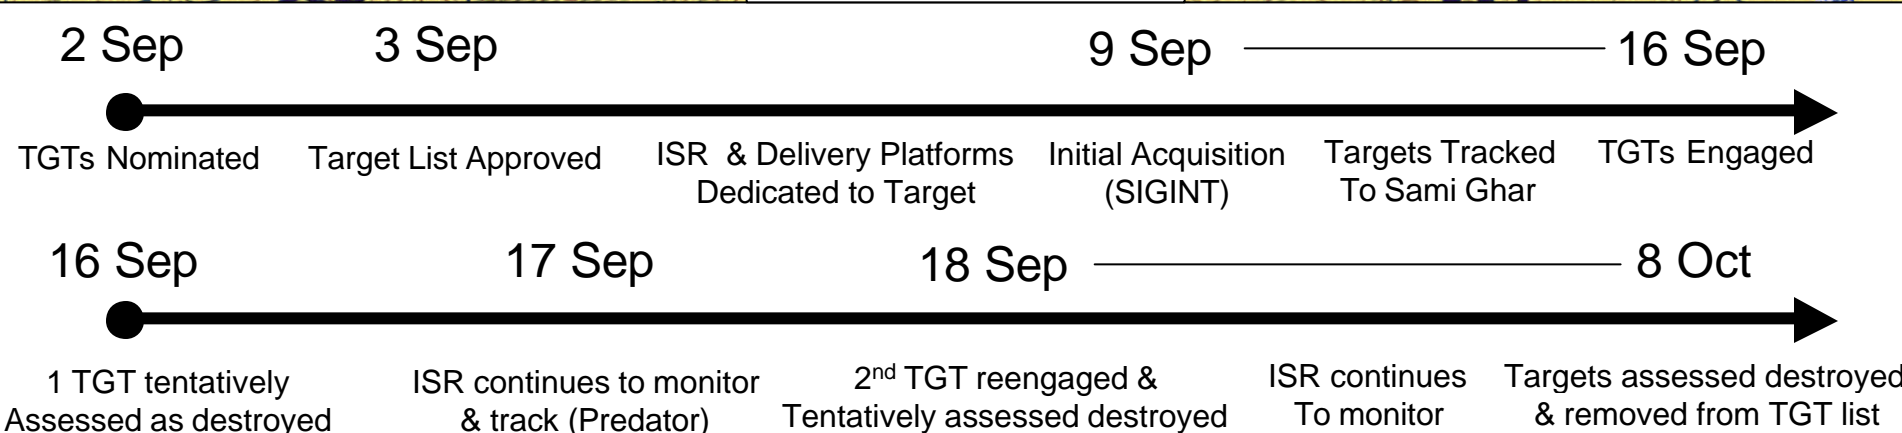 2 Sep 3 Sep 9 Sep 16 Sep
TGTs Nominated Target List Approved ISR & Delivery Platforms Initial Acquisition Targets Tracked TGTs Engaged
Dedicated to Target (SIGINT) To Sami Ghar
16 Sep 17 Sep 18 Sep 8 Oct
1 TGT tentatively ISR continues to monitor 2nd TGT reengaged & ISR continues Targets assessed destroyed
Assessed as destroyed & track (Predator) Tentatively assessed destroyed To monitor & removed from TGT list